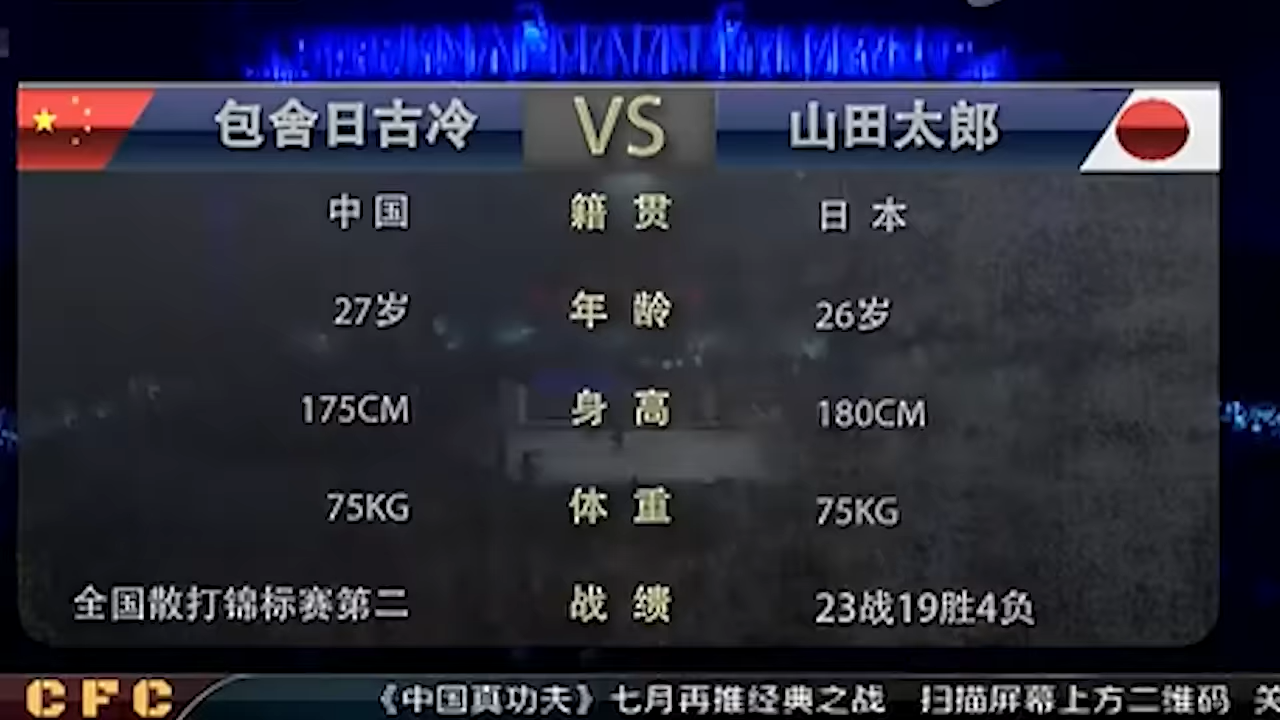 包舍日古冷 VS 山田太郎
中国 籍贯 日本
27岁 年龄 26岁
175CM 身高 180CM
75KG 体重 75KG
全国散打锦标赛第二 战绩 23战19胜4负
CFC 《中国真功夫》七月再推经典之战 扫描屏幕上方二维码 关